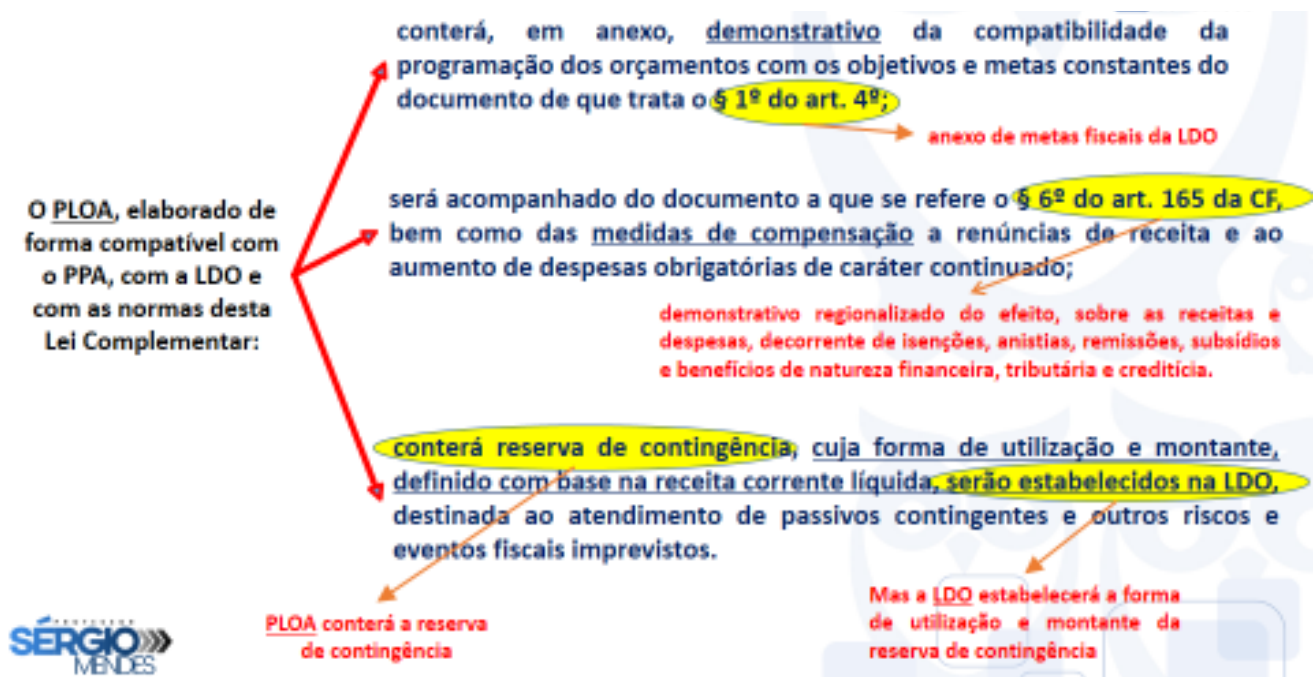 conterá, em anexo, demonstrativo da compatibilidade da
programação dos orçamentos com os objetivos e metas constantes do
documento de que trata o § 1º do art. 4º;
anexo de metas fiscais da LDO
O PLOA, elaborado de
forma compatível com
o PPA, com a LDO e
com as normas desta
Lei Complementar:
será acompanhado do documento a que se refere o § 6º do art. 165 da CF,
bem como das medidas de compensação a renúncias de receita e ao
aumento de despesas obrigatórias de caráter continuado;
demonstrativo regionalizado do efeito, sobre as receitas e
despesas, decorrente de isenções, anistias, remissões, subsídios
e benefícios de natureza financeira, tributária e creditícia.
conterá reserva de contingência, cuja forma de utilização e montante,
definido com base na receita corrente líquida, serão estabelecidos na LDO,
destinada ao atendimento de passivos contingentes e outros riscos e
eventos fiscais imprevistos.
PLOA conterá a reserva
de contingência
Mas a LDO estabelecerá a forma
de utilização e montante da
reserva de contingência
PROFESSOR
SÉRGIO
MENDES